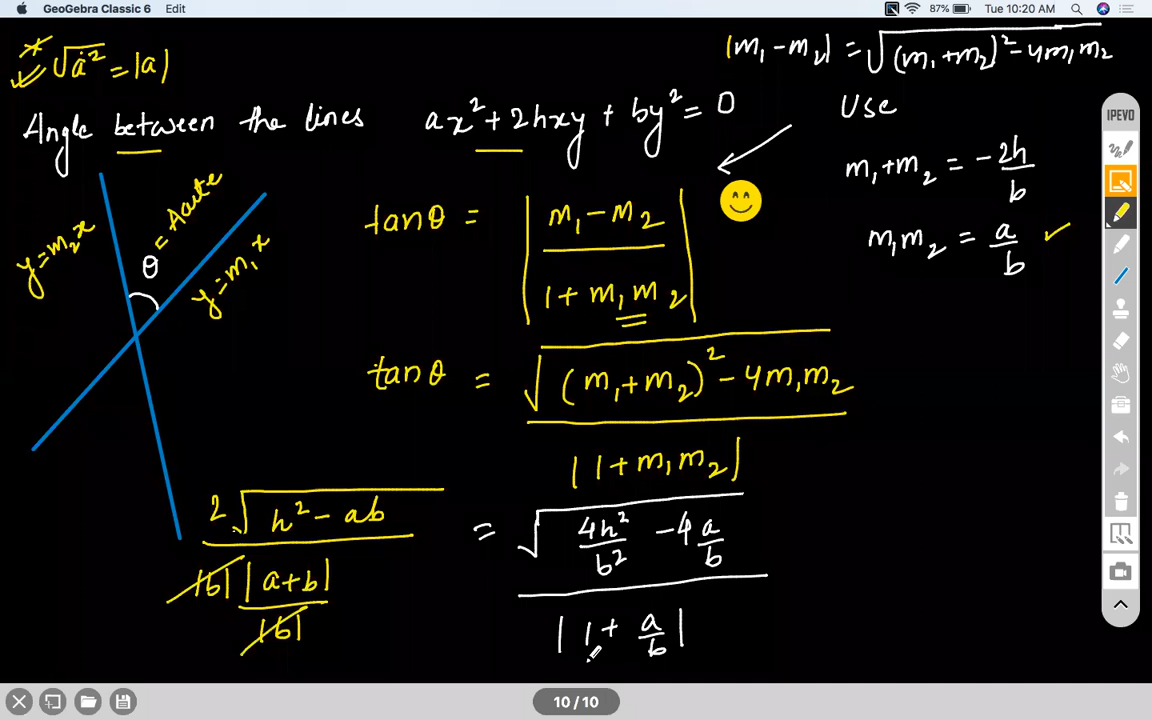 GeoGebra Classic 6 Edit 87% Tue 10:20 AM
√a² = |a|
|m₁ - m₂| = √(m₁+m₂)² - 4m₁m₂
Angle between the lines ax² + 2hxy + by² = 0
Use
IPEVO
m₁+m₂ = -2h/b
m₁m₂ = a/b
y=m₂x
θ = Acute
y=m₁x
tanθ = |m₁ - m₂ / 1 + m₁m₂|
tanθ = √(m₁+m₂)² - 4m₁m₂ / |1+m₁m₂|
= √4h²/b² - 4a/b / |1 + a/b|
2√h² - ab / |b| |a+b| / |b|
10 / 10